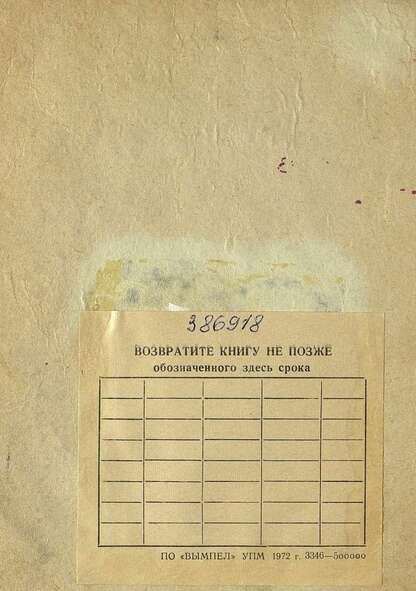 386918
ВОЗВРАТИТЕ КНИГУ НЕ ПОЗЖЕ
обозначенного здесь срока
ПО «ВЫМПЕЛ» УПМ 1972 г. 3346—500000